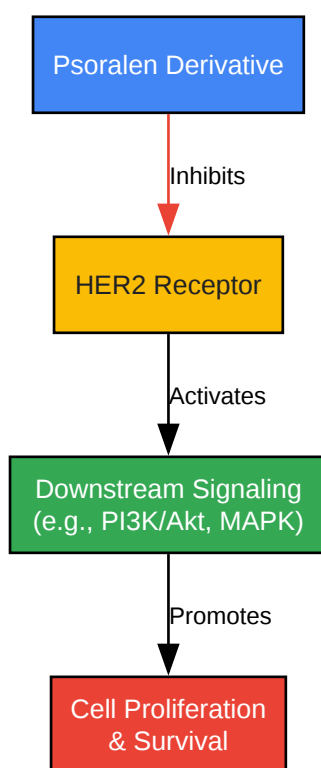 Psoralen Derivative
Inhibits
HER2 Receptor
Activates
Downstream Signaling
(e.g., PI3K/Akt, MAPK)
Promotes
Cell Proliferation
& Survival